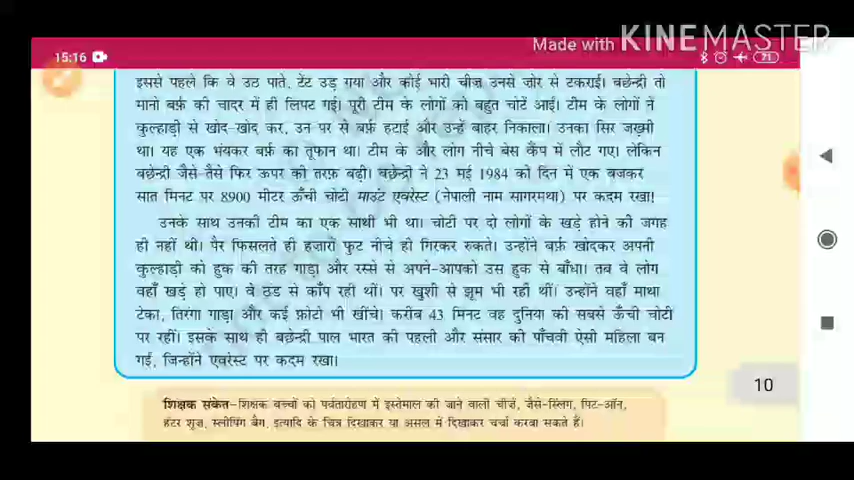 Made with KINEMASTER
15:16
71
इससे पहले कि वे उठ पाते, टेंट उड़ गया और कोई भारी चीज़ उनसे ज़ोर से टकराई। बछेन्द्री तो
मानो बर्फ़ की चादर में ही लिपट गई। पूरी टीम के लोगों को बहुत चोटें आईं। टीम के लोगों ने
कुल्हाड़ी से खोद-खोद कर, उन पर से बर्फ़ हटाई और उन्हें बाहर निकाला। उनका सिर जख़्मी
था। यह एक भंयकर बर्फ़ का तूफ़ान था। टीम के और लोग नीचे बेस कैंप में लौट गए। लेकिन
बछेन्द्री जैसे-तैसे फिर ऊपर की तरफ़ बढ़ी। बछेन्द्री ने 23 मई 1984 को दिन में एक बजकर
सात मिनट पर 8900 मीटर ऊँची चोटी माउंट एवरेस्ट (नेपाली नाम सागरमथा) पर कदम रखा!
उनके साथ उनकी टीम का एक साथी भी था। चोटी पर दो लोगों के खड़े होने की जगह
ही नहीं थी। पैर फिसलते ही हजारों फुट नीचे ही गिरकर रुकते। उन्होंने बर्फ़ खोदकर अपनी
कुल्हाड़ी को हुक की तरह गाड़ा और रस्से से अपने-आपको उस हुक से बाँधा। तब वे लोग
वहाँ खड़े हो पाए। वे ठंड से काँप रही थीं। पर खुशी से झूम भी रही थीं। उन्होंने वहाँ माथा
टेका, तिरंगा गाड़ा और कई फ़ोटो भी खींचे। करीब 43 मिनट वह दुनिया की सबसे ऊँची चोटी
पर रहीं। इसके साथ ही बछेन्द्री पाल भारत की पहली और संसार की पाँचवी ऐसी महिला बन
गईं, जिन्होंने एवरेस्ट पर कदम रखा।
10
शिक्षक संकेत–शिक्षक बच्चों को पर्वतारोहण में इस्तेमाल की जाने वाली चीजें, जैसे-स्लिंग, पिट-ऑन,
हंटर शूज़, स्लीपिंग बैग, इत्यादि के चित्र दिखाकर या असल में दिखाकर चर्चा करवा सकते हैं।